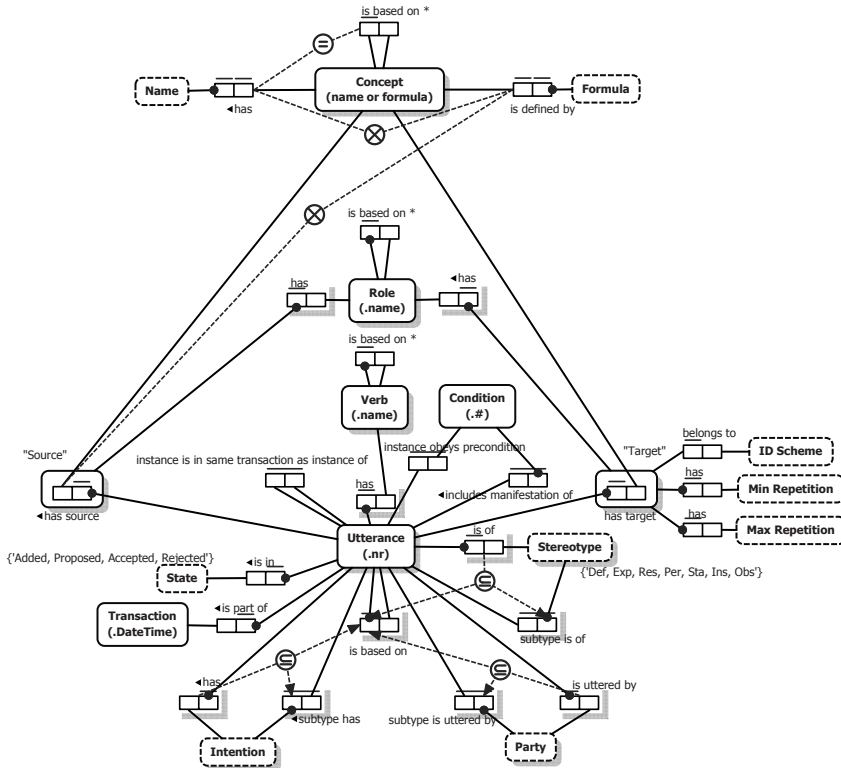 is based on *
Name
Concept
(name or formula)
Formula
◄has
is defined by
is based on *
has
Role
(.name)
◄has
is based on *
Verb
(.name)
Condition
(.#)
"Source"
instance is in same transaction as instance of
instance obeys precondition
"Target"
belongs to
ID Scheme
has
Min Repetition
has
◄includes manifestation of
◄has source
has target
has
Max Repetition
Utterance
(.nr)
is of
Stereotype
{'Added, Proposed, Accepted, Rejected'}
State
◄is in
{'Def, Exp, Res, Per, Sta, Ins, Obs'}
Transaction
(.DateTime)
◄is part of
is based on
subtype is of
◄has
is uttered by
◄subtype has
subtype is uttered by
Intention
Party